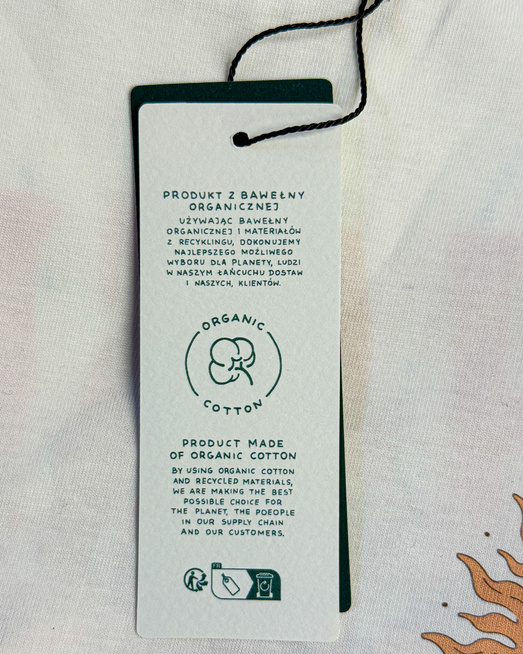 PRODUKT Z BAWEŁNY
ORGANICZNEJ
UŻYWAJĄC BAWEŁNY
ORGANICZNEJ I MATERIAŁÓW
Z RECYKLINGU, DOKONUJEMY
NAJLEPSZEGO MOŻLIWEGO
WYBORU DLA PLANETY, LUDZI
W NASZYM ŁAŃCUCHU DOSTAW
I NASZYCH, KLIENTÓW.
ORGANIC
COTTON
PRODUCT MADE
OF ORGANIC COTTON
BY USING ORGANIC COTTON
AND RECYCLED MATERIALS,
WE ARE MAKING THE BEST
POSSIBLE CHOICE FOR
THE PLANET, THE POEOPLE
IN OUR SUPPLY CHAIN
AND OUR CUSTOMERS.
FR